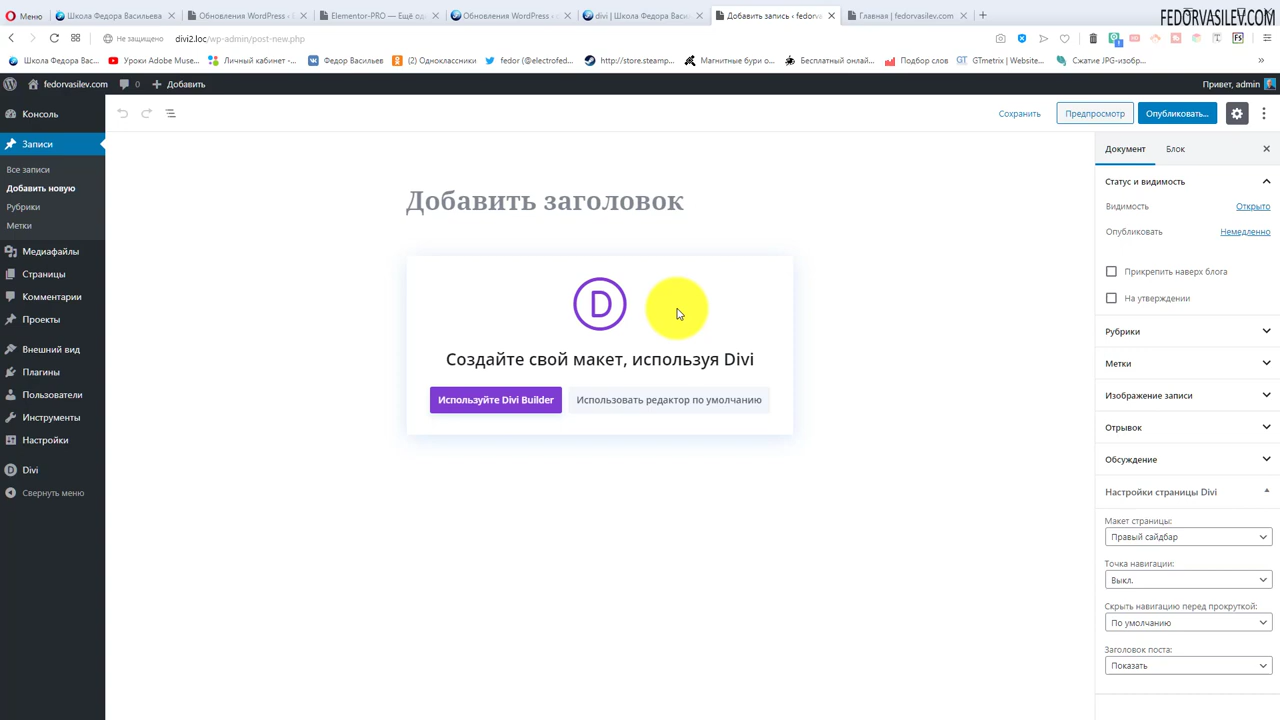 Меню
Школа Федора Васильева
Обновления WordPress ‹
Elementor-PRO — Ещё од
Обновления WordPress ‹ с
divi | Школа Федора Васи
Добавить запись ‹ fedorva
Главная | fedorvasilev.com
FEDORVASILEV.COM
Не защищено
divi2.loc/wp-admin/post-new.php
Школа Федора Васи...
Уроки Adobe Muse...
Личный кабинет -...
Федор Васильев
(2) Одноклассники
fedor (@electrofed...
http://store.steamp...
Магнитные бури о...
Бесплатный онлай...
Подбор слов
GTmetrix | Website...
Сжатие JPG-изобр...
fedorvasilev.com
0
Добавить
Привет, admin
Консоль
Записи
Все записи
Добавить новую
Рубрики
Метки
Медиафайлы
Страницы
Комментарии
Проекты
Внешний вид
Плагины
Пользователи
Инструменты
Настройки
Divi
Свернуть меню
Сохранить
Предпросмотр
Опубликовать...
Добавить заголовок
D
Создайте свой макет, используя Divi
Используйте Divi Builder
Использовать редактор по умолчанию
Документ
Блок
Статус и видимость
Видимость
Открыто
Опубликовать
Немедленно
Прикрепить наверх блога
На утверждении
Рубрики
Метки
Изображение записи
Отрывок
Обсуждение
Настройки страницы Divi
Макет страницы:
Правый сайдбар
Точка навигации:
Выкл.
Скрыть навигацию перед прокруткой:
По умолчанию
Заголовок поста:
Показать